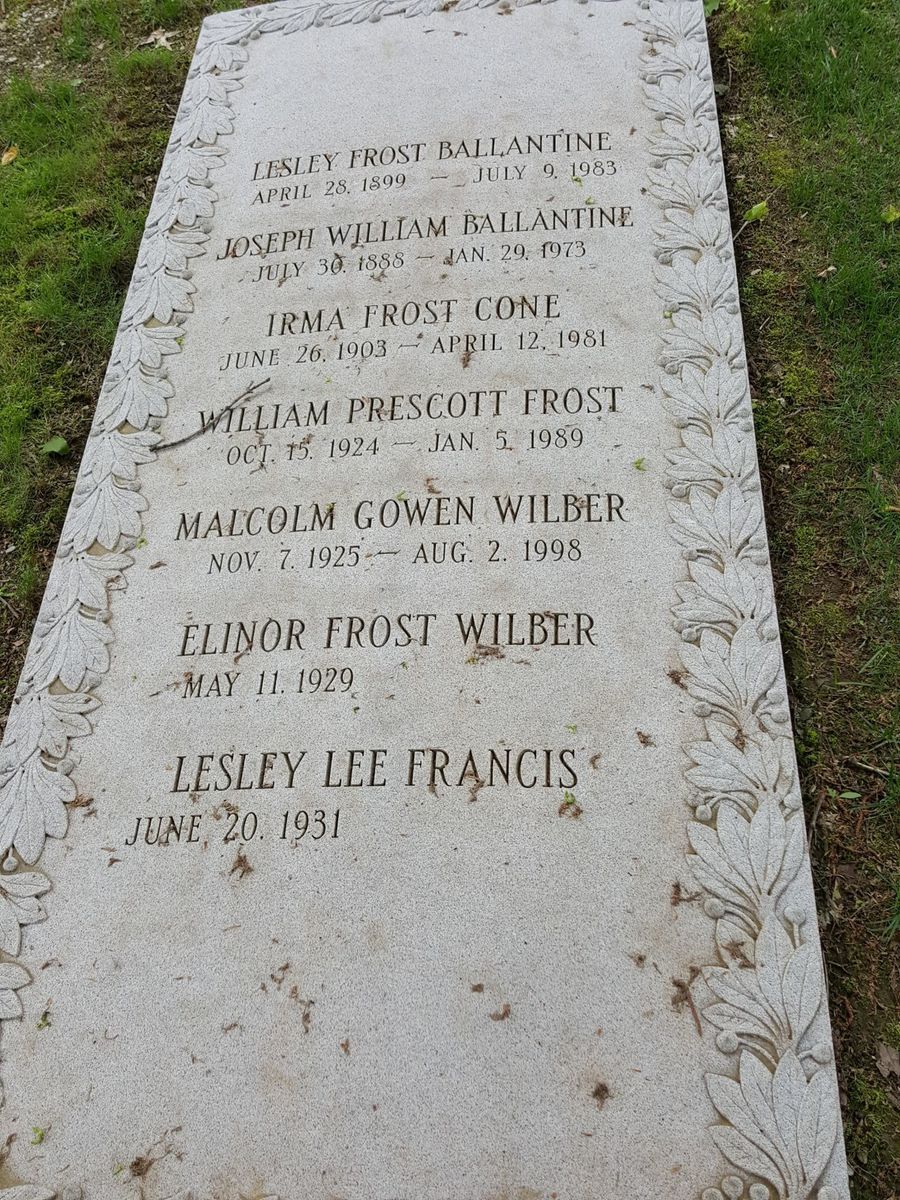 LESLEY FROST BALLANTINE
APRIL 28. 1899 — JULY 9. 1983
JOSEPH WILLIAM BALLANTINE
JULY 30. 1888 — JAN. 29. 1973
IRMA FROST CONE
JUNE 26. 1903 — APRIL 12. 1981
WILLIAM PRESCOTT FROST
OCT. 15. 1924 — JAN. 5. 1989
MALCOLM GOWEN WILBER
NOV. 7. 1925 — AUG. 2. 1998
ELINOR FROST WILBER
MAY 11. 1929
LESLEY LEE FRANCIS
JUNE 20. 1931